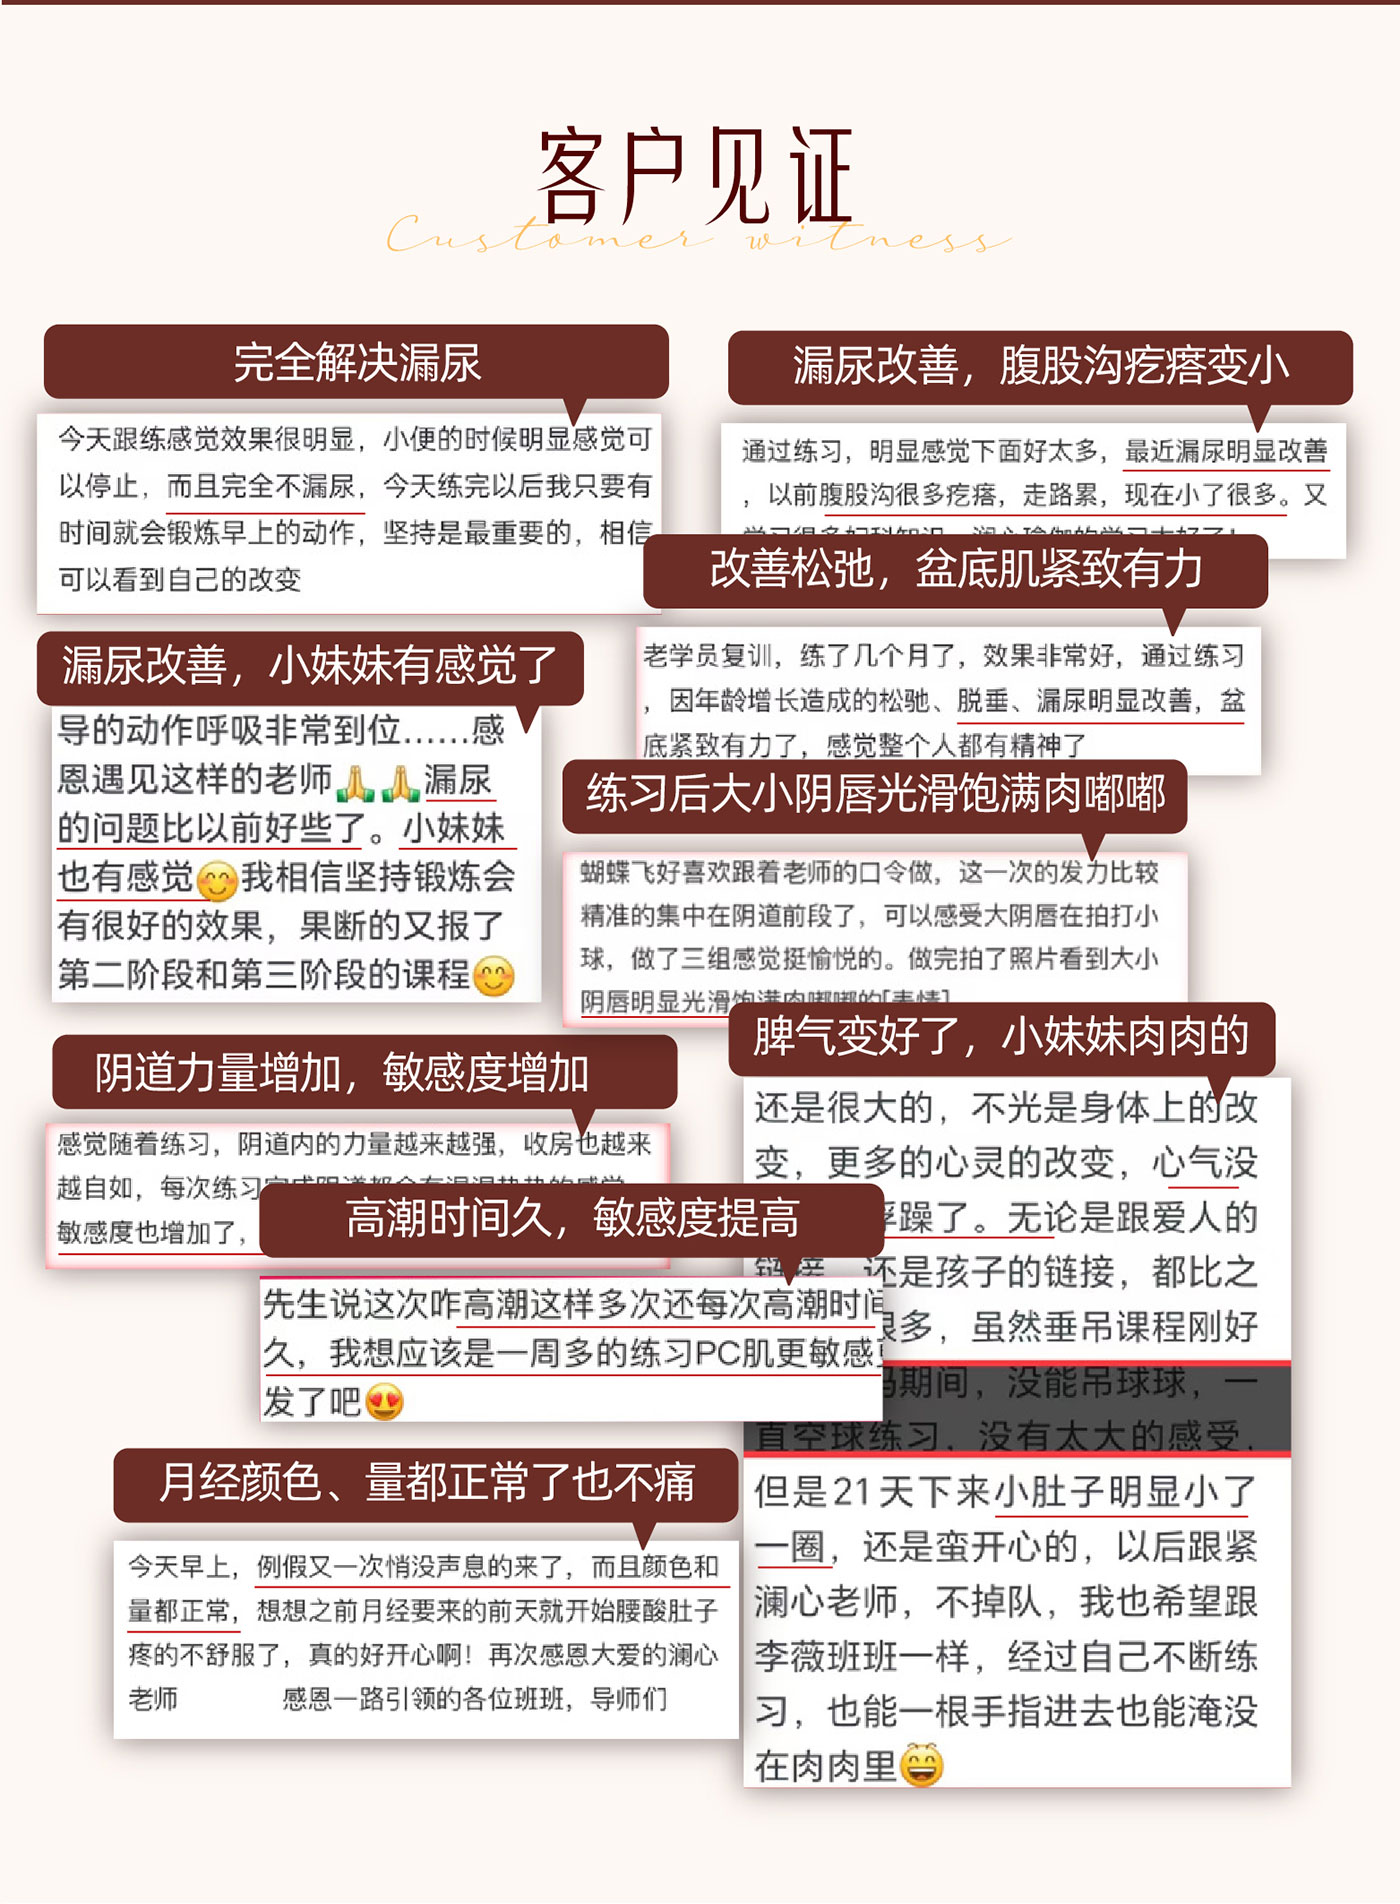 客户见证
Customer witness
完全解决漏尿
今天跟练感觉效果很明显，小便的时候明显感觉可
以停止，而且完全不漏尿，今天练完以后我只要有
时间就会锻炼早上的动作，坚持是最重要的，相信
可以看到自己的改变
漏尿改善，腹股沟疙瘩变小
通过练习，明显感觉下面好太多，最近漏尿明显改善
，以前腹股沟很多疙瘩，走路累，现在小了很多。又
改善松弛，盆底肌紧致有力
老学员复训，练了几个月了，效果非常好，通过练习
，因年龄增长造成的松驰、脱垂、漏尿明显改善，盆
底紧致有力了，感觉整个人都有精神了
漏尿改善，小妹妹有感觉了
导的动作呼吸非常到位……感
恩遇见这样的老师🙏🙏漏尿
的问题比以前好些了。小妹妹
也有感觉😊我相信坚持锻炼会
有很好的效果，果断的又报了
第二阶段和第三阶段的课程😊
练习后大小阴唇光滑饱满肉嘟嘟
蝴蝶飞好喜欢跟着老师的口令做，这一次的发力比较
精准的集中在阴道前段了，可以感受大阴唇在拍打小
球，做了三组感觉挺愉悦的。做完拍了照片看到大小
阴唇明显光滑饱满肉嘟嘟的[表情]
阴道力量增加，敏感度增加
感觉随着练习，阴道内的力量越来越强，收房也越来
越自如，每次练习
敏感度也增加了，
高潮时间久，敏感度提高
先生说这次咋高潮这样多次还每次高潮时间
久，我想应该是一周多的练习PC肌更敏感
发了吧😍
脾气变好了，小妹妹肉肉的
还是很大的，不光是身体上的改
变，更多的心灵的改变，心气没
躁了。无论是跟爱人的
链接，还是孩子的链接，都比之
很多，虽然垂吊课程刚好
期间，没能吊球球，一
直空球练习，没有太大的感受，
但是21天下来小肚子明显小了
一圈，还是蛮开心的，以后跟紧
澜心老师，不掉队，我也希望跟
李薇班班一样，经过自己不断练
习，也能一根手指进去也能淹没
在肉肉里😄
月经颜色、量都正常了也不痛
今天早上，例假又一次悄没声息的来了，而且颜色和
量都正常，想想之前月经要来的前天就开始腰酸肚子
疼的不舒服了，真的好开心啊！再次感恩大爱的澜心
老师 感恩一路引领的各位班班，导师们